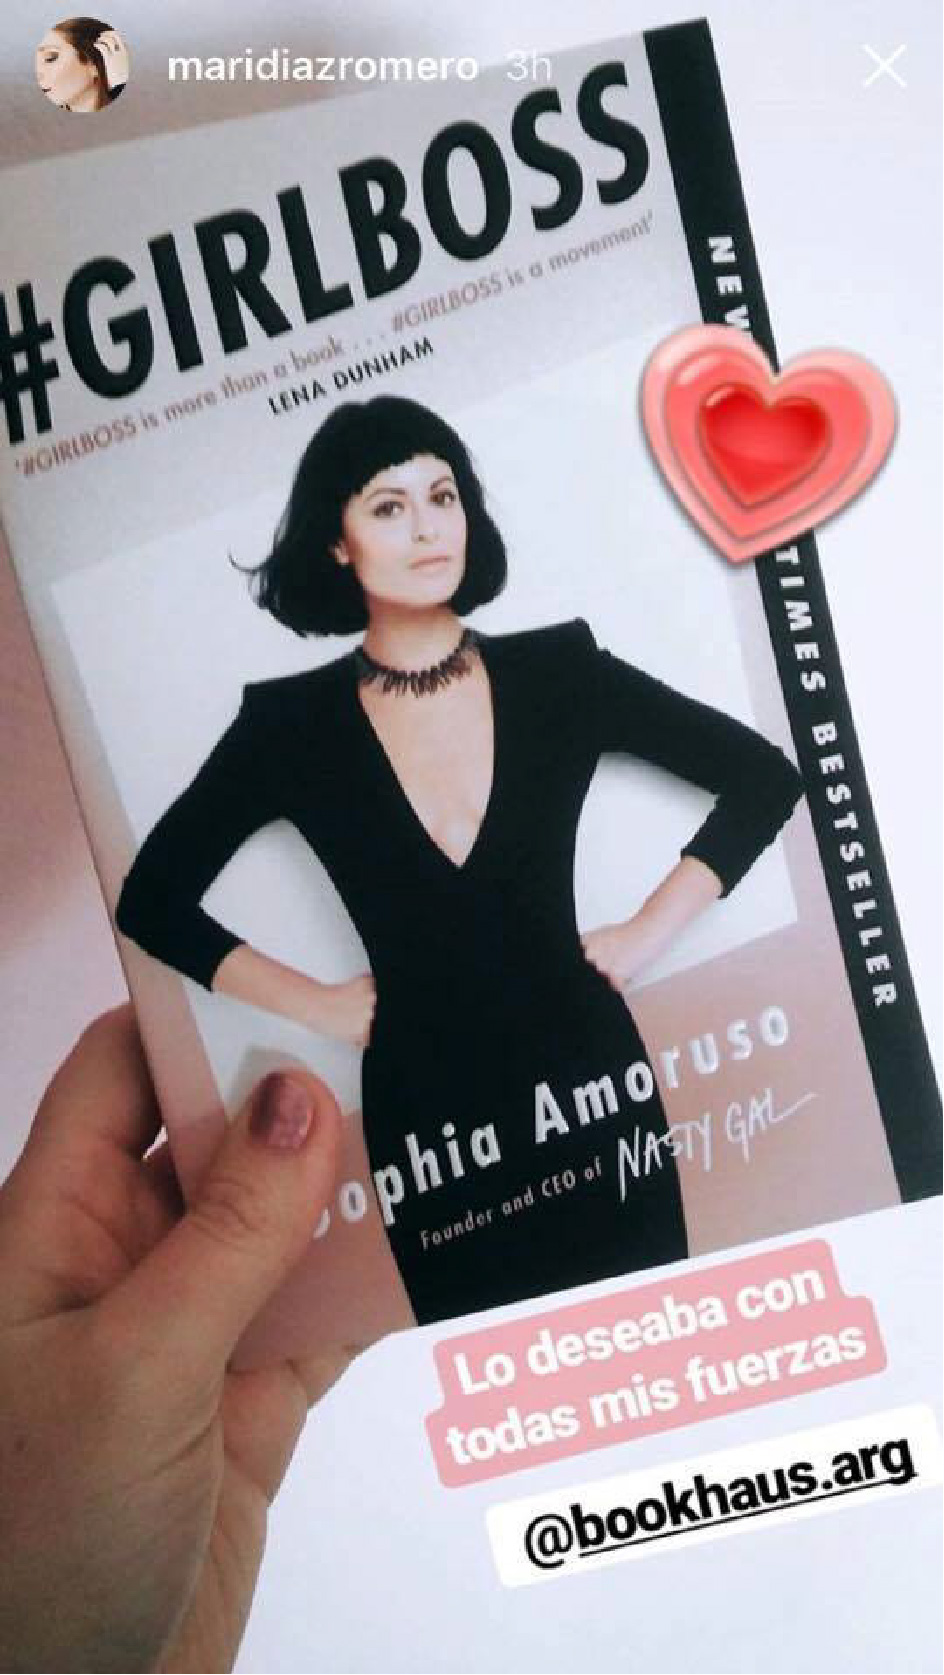 maridiazromero 3h
#GIRLBOSS
'#GIRLBOSS is more than a book . . . #GIRLBOSS is a movement'
LENA DUNHAM
NEW TIMES BESTSELLER
Sophia Amoruso
Founder and CEO of NASTY GAL
Lo deseaba con
todas mis fuerzas
@bookhaus.arg